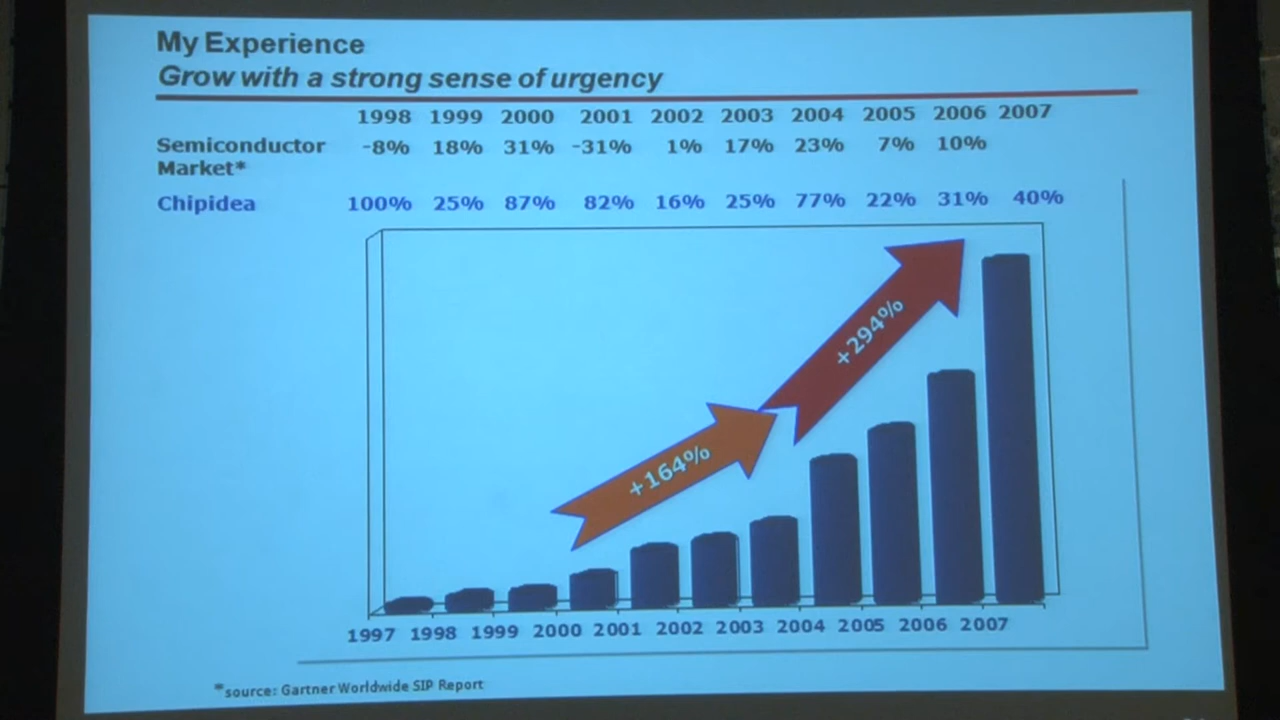 My Experience
Grow with a strong sense of urgency
1998 1999 2000 2001 2002 2003 2004 2005 2006 2007
Semiconductor Market* -8% 18% 31% -31% 1% 17% 23% 7% 10%
Chipidea 100% 25% 87% 82% 16% 25% 77% 22% 31% 40%
+294%
+164%
1997 1998 1999 2000 2001 2002 2003 2004 2005 2006 2007
*source: Gartner Worldwide SIP Report